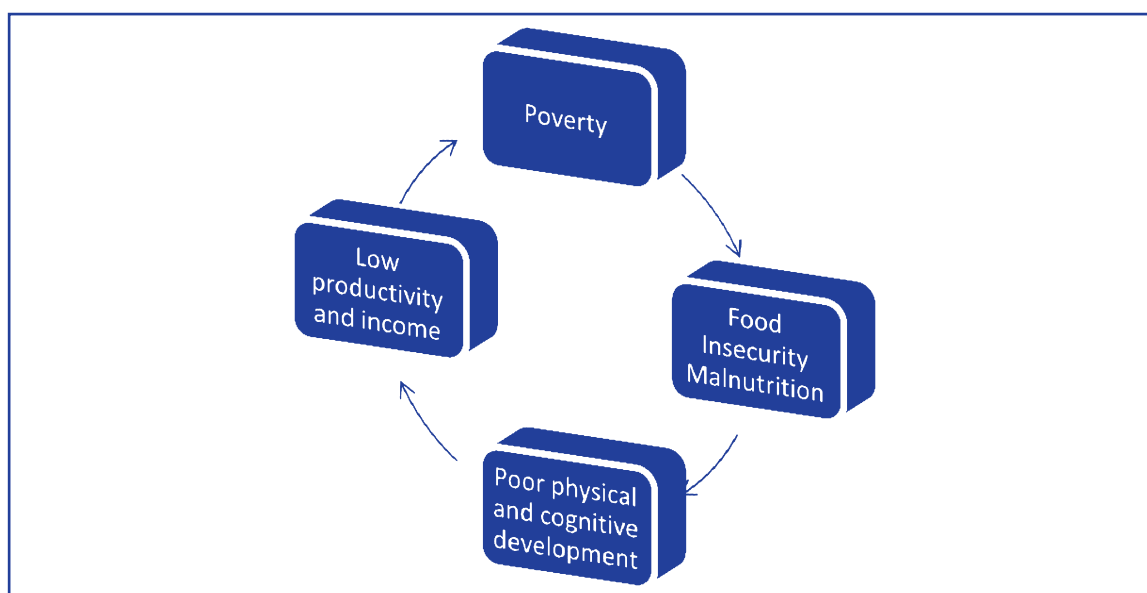 Poverty
Food
Insecurity
Malnutrition
Poor physical
and cognitive
development
Low
productivity
and income